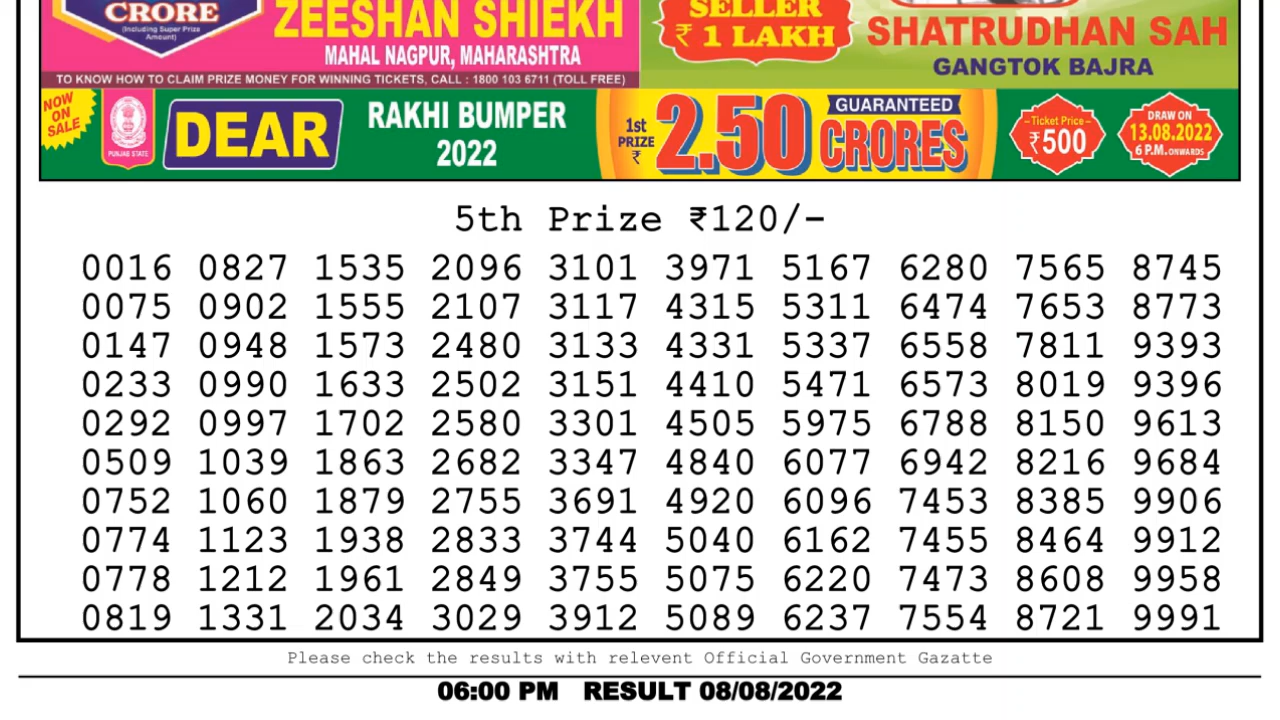 CRORE
(Including Super Prize
Amount)
ZEESHAN SHIEKH
MAHAL NAGPUR, MAHARASHTRA
TO KNOW HOW TO CLAIM PRIZE MONEY FOR WINNING TICKETS, CALL : 1800 103 6711 (TOLL FREE)
SELLER
₹ 1 LAKH
SHATRUDHAN SAH
GANGTOK BAJRA
NOW
ON
SALE
PUNJAB STATE
DEAR
RAKHI BUMPER
2022
1st
PRIZE
₹
2.50
GUARANTEED
CRORES
Ticket Price
₹500
DRAW ON
13.08.2022
6 P.M. ONWARDS
5th Prize ₹120/-
0016 0827 1535 2096 3101 3971 5167 6280 7565 8745
0075 0902 1555 2107 3117 4315 5311 6474 7653 8773
0147 0948 1573 2480 3133 4331 5337 6558 7811 9393
0233 0990 1633 2502 3151 4410 5471 6573 8019 9396
0292 0997 1702 2580 3301 4505 5975 6788 8150 9613
0509 1039 1863 2682 3347 4840 6077 6942 8216 9684
0752 1060 1879 2755 3691 4920 6096 7453 8385 9906
0774 1123 1938 2833 3744 5040 6162 7455 8464 9912
0778 1212 1961 2849 3755 5075 6220 7473 8608 9958
0819 1331 2034 3029 3912 5089 6237 7554 8721 9991
Please check the results with relevent Official Government Gazatte
06:00 PM RESULT 08/08/2022